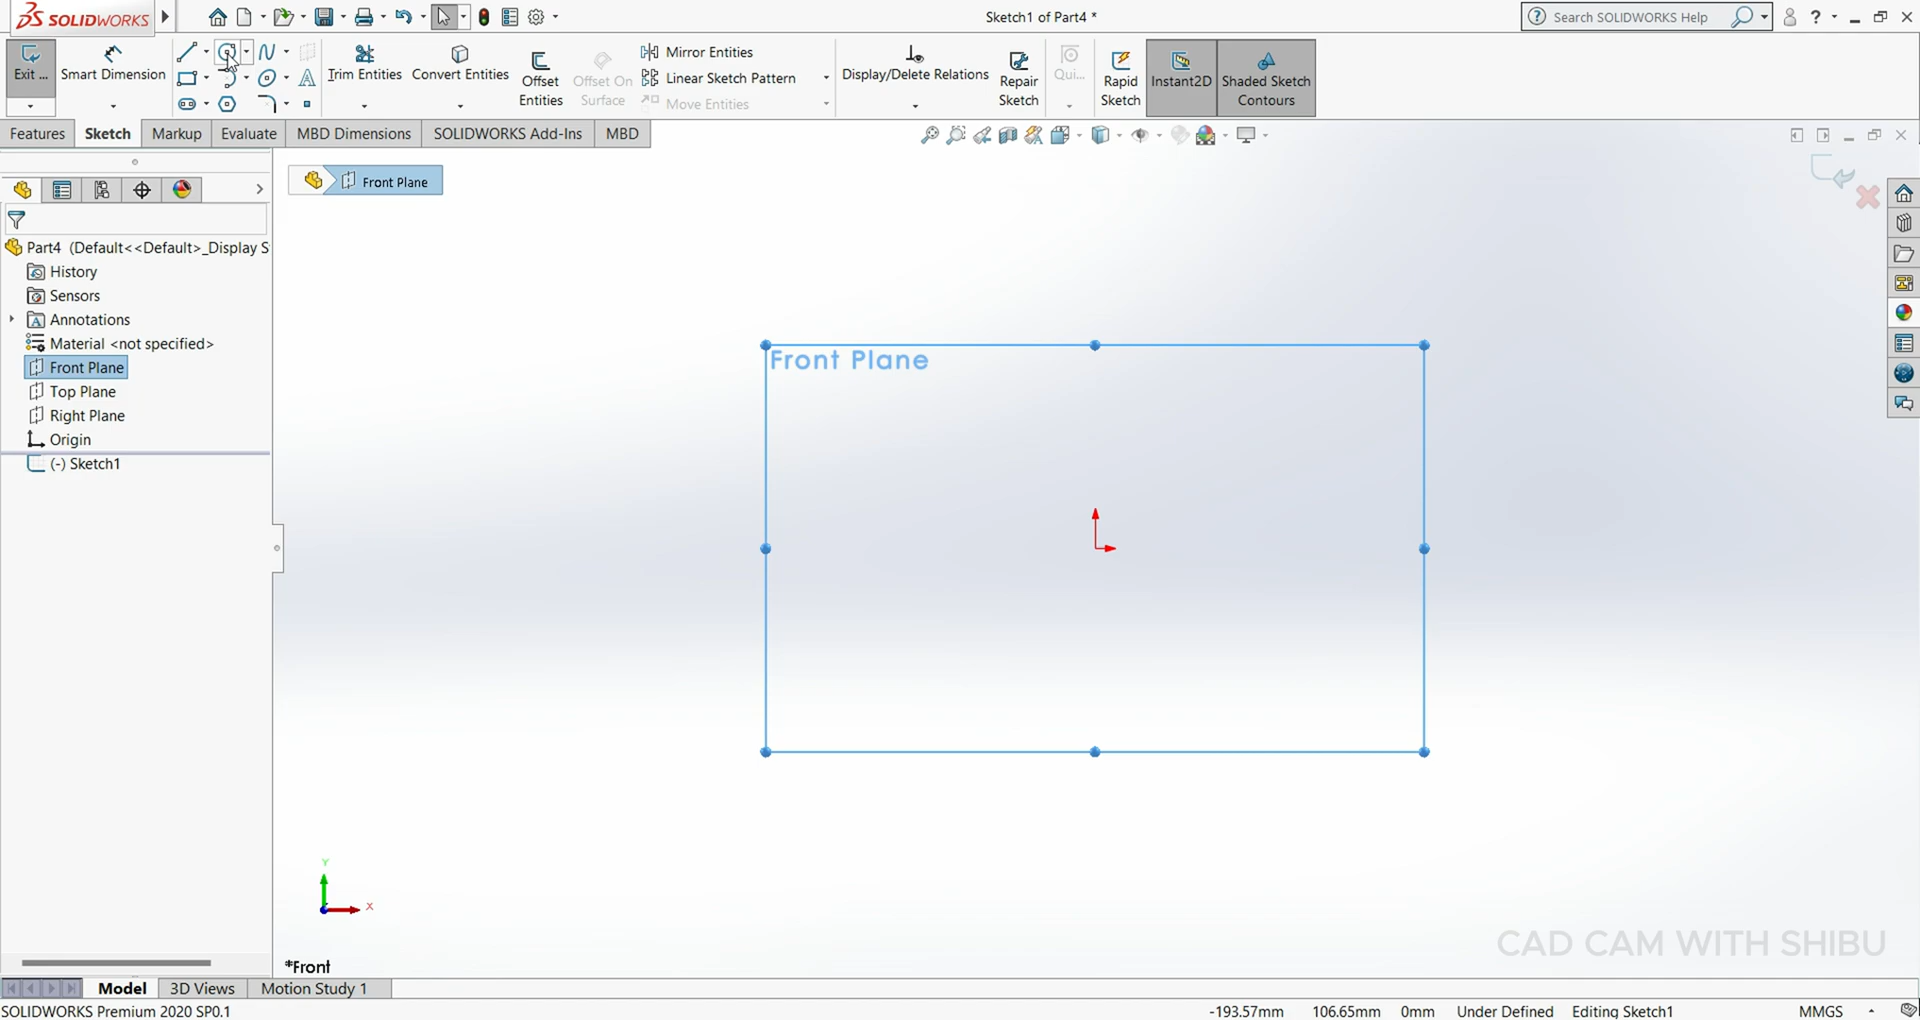 SOLIDWORKS
Sketch1 of Part4 *
Search SOLIDWORKS Help
Exit ...
Smart Dimension
Trim Entities
Convert Entities
Offset Entities
Offset On Surface
Mirror Entities
Linear Sketch Pattern
Move Entities
Display/Delete Relations
Repair Sketch
Qui...
Rapid Sketch
Instant2D
Shaded Sketch Contours
Features
Sketch
Markup
Evaluate
MBD Dimensions
SOLIDWORKS Add-Ins
MBD
Front Plane
Part4 (Default<<Default>_Display S
History
Sensors
Annotations
Material <not specified>
Front Plane
Top Plane
Right Plane
Origin
(-) Sketch1
Front Plane
Y
X
*Front
CAD CAM WITH SHIBU
Model
3D Views
Motion Study 1
SOLIDWORKS Premium 2020 SP0.1
-193.57mm
106.65mm
0mm
Under Defined
Editing Sketch1
MMGS